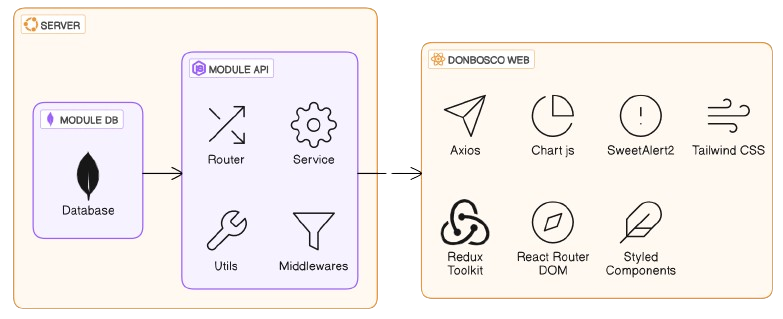 SERVER
MODULE DB
Database
MODULE API
JS
Router
Service
Utils
Middlewares
DONBOSCO WEB
Axios
Chart js
SweetAlert2
Tailwind CSS
Redux
Toolkit
React Router
DOM
Styled
Components